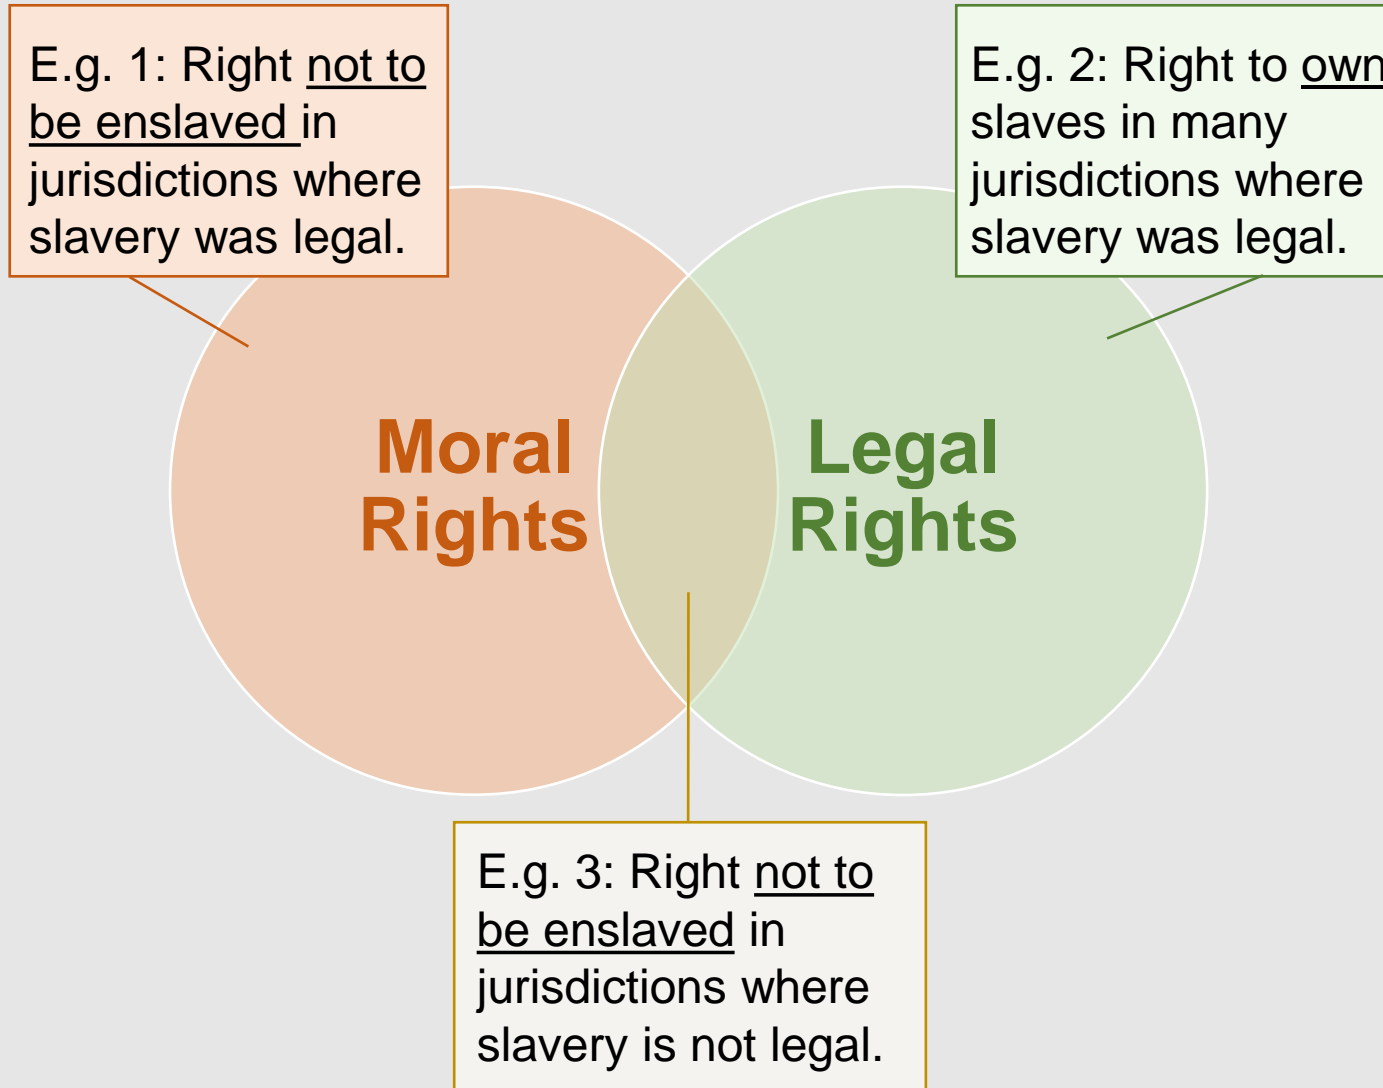 E.g. 1: Right not to
be enslaved in
jurisdictions where
slavery was legal.
E.g. 2: Right to own
slaves in many
jurisdictions where
slavery was legal.
Moral
Rights
Legal
Rights
E.g. 3: Right not to
be enslaved in
jurisdictions where
slavery is not legal.